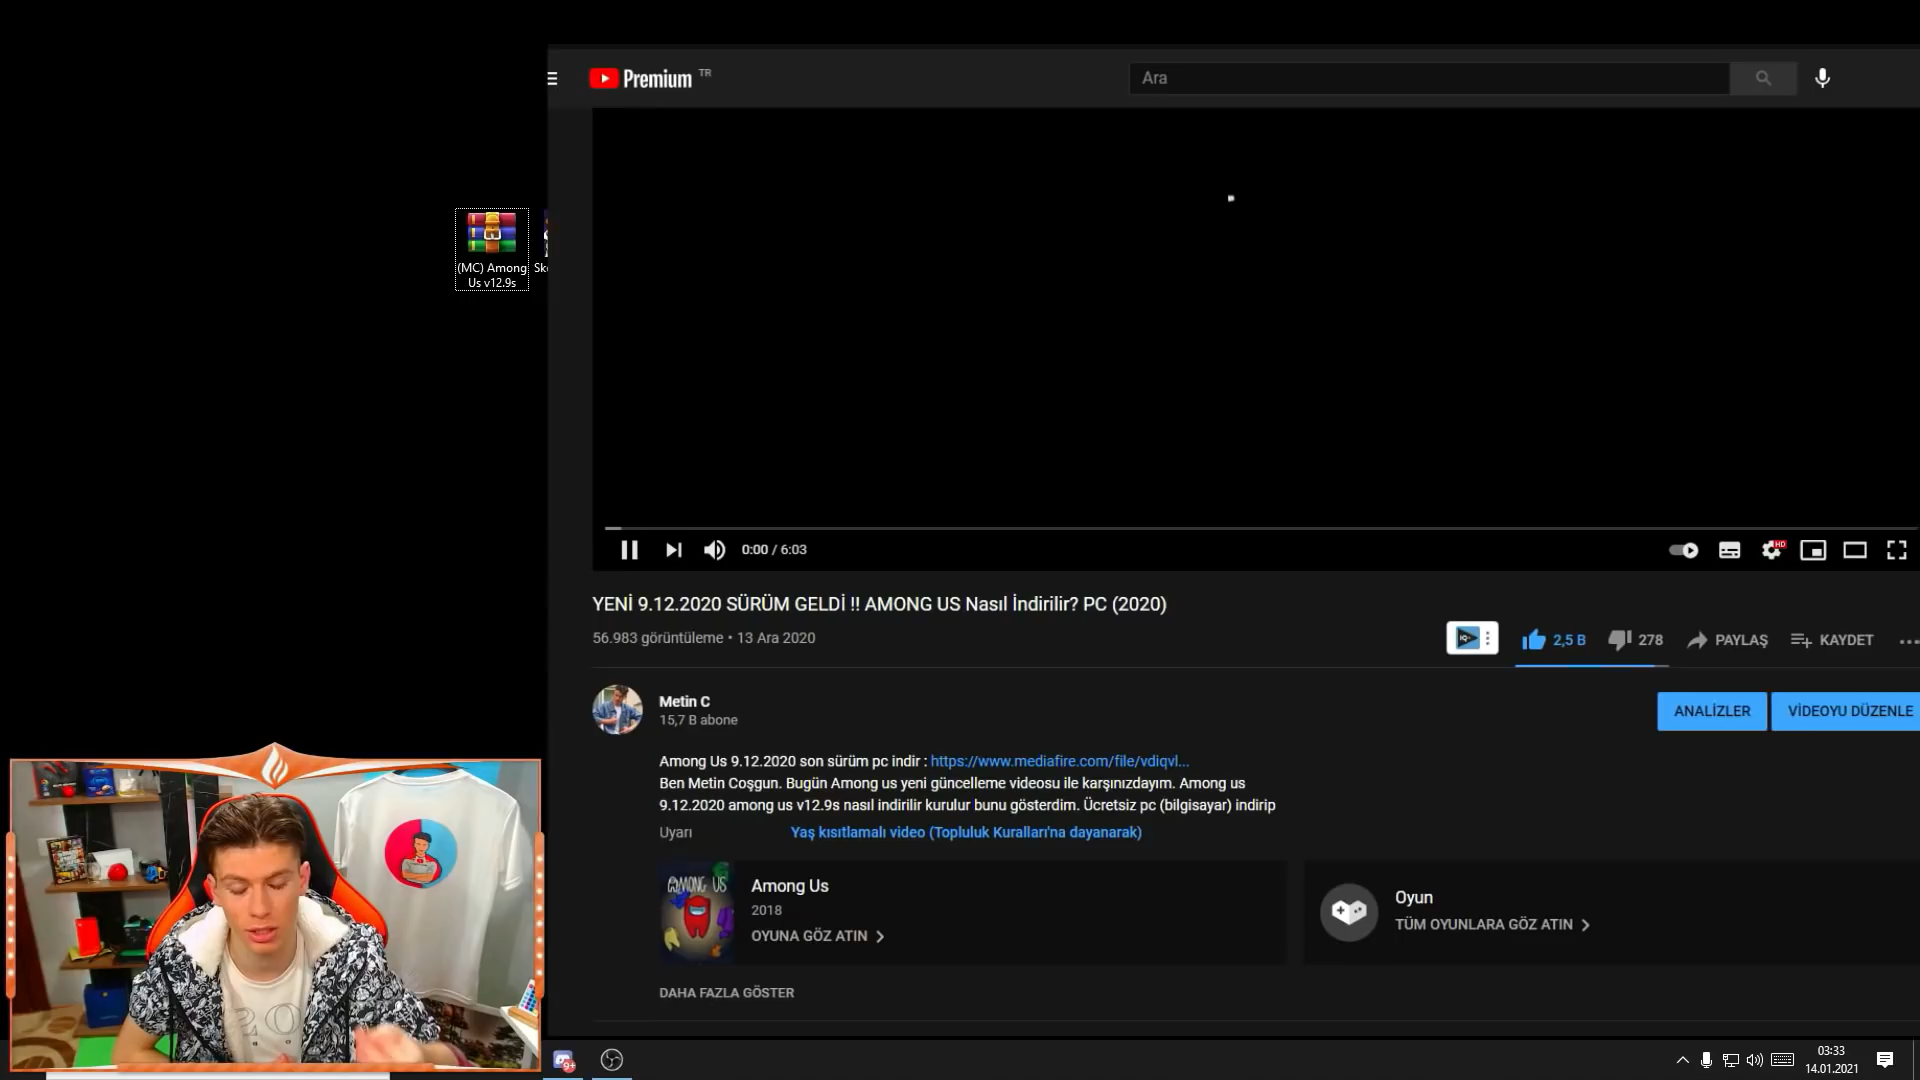 Premium TR
Ara
(MC) Among
Us v12.9s
0:00 / 6:03
HD
YENİ 9.12.2020 SÜRÜM GELDİ !! AMONG US Nasıl İndirilir? PC (2020)
56.983 görüntüleme • 13 Ara 2020
IQ
2,5 B
278
PAYLAŞ
KAYDET
Metin C
15,7 B abone
ANALİZLER
VİDEOYU DÜZENLE
Among Us 9.12.2020 son sürüm pc indir : https://www.mediafire.com/file/vdiqvl...
Ben Metin Coşgun. Bugün Among us yeni güncelleme videosu ile karşınızdayım. Among us
9.12.2020 among us v12.9s nasıl indirilir kurulur bunu gösterdim. Ücretsiz pc (bilgisayar) indirip
Uyarı
Yaş kısıtlamalı video (Topluluk Kuralları'na dayanarak)
AMONG US
Among Us
2018
OYUNA GÖZ ATIN
Oyun
TÜM OYUNLARA GÖZ ATIN
DAHA FAZLA GÖSTER
9+
03:33
14.01.2021